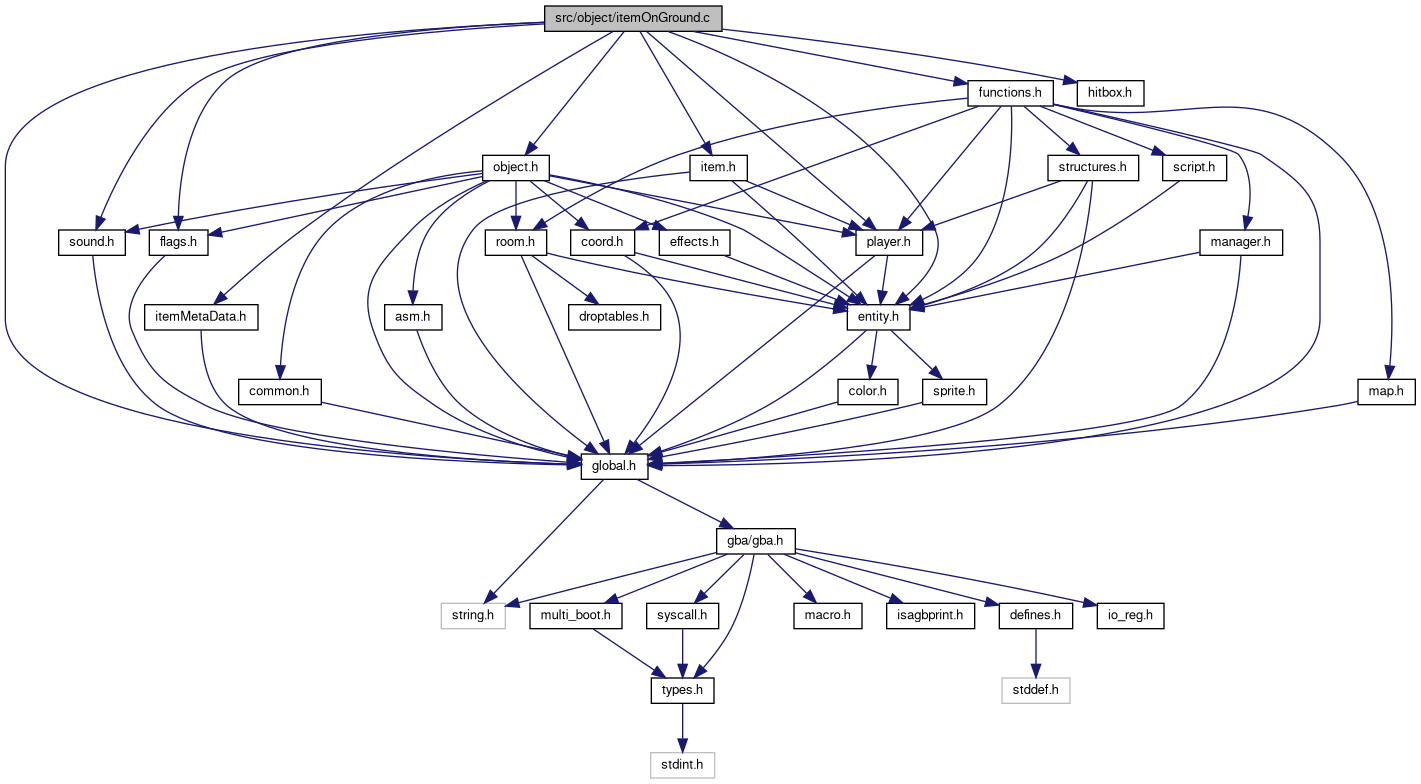 src/object/itemOnGround.c
functions.h
hitbox.h
object.h
item.h
structures.h
script.h
sound.h
flags.h
room.h
coord.h
effects.h
player.h
manager.h
itemMetaData.h
asm.h
droptables.h
entity.h
common.h
color.h
sprite.h
map.h
global.h
gba/gba.h
string.h
multi_boot.h
syscall.h
macro.h
isagbprint.h
defines.h
io_reg.h
types.h
stddef.h
stdint.h